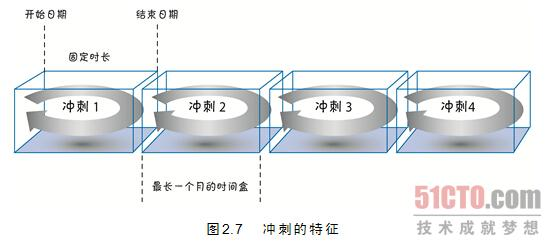 开始日期
结束日期
固定时长
冲刺 1
冲刺 2
冲刺 3
冲刺4
最长一个月的时间盒
51CTO.com
技术成就梦想
图2.7 冲刺的特征